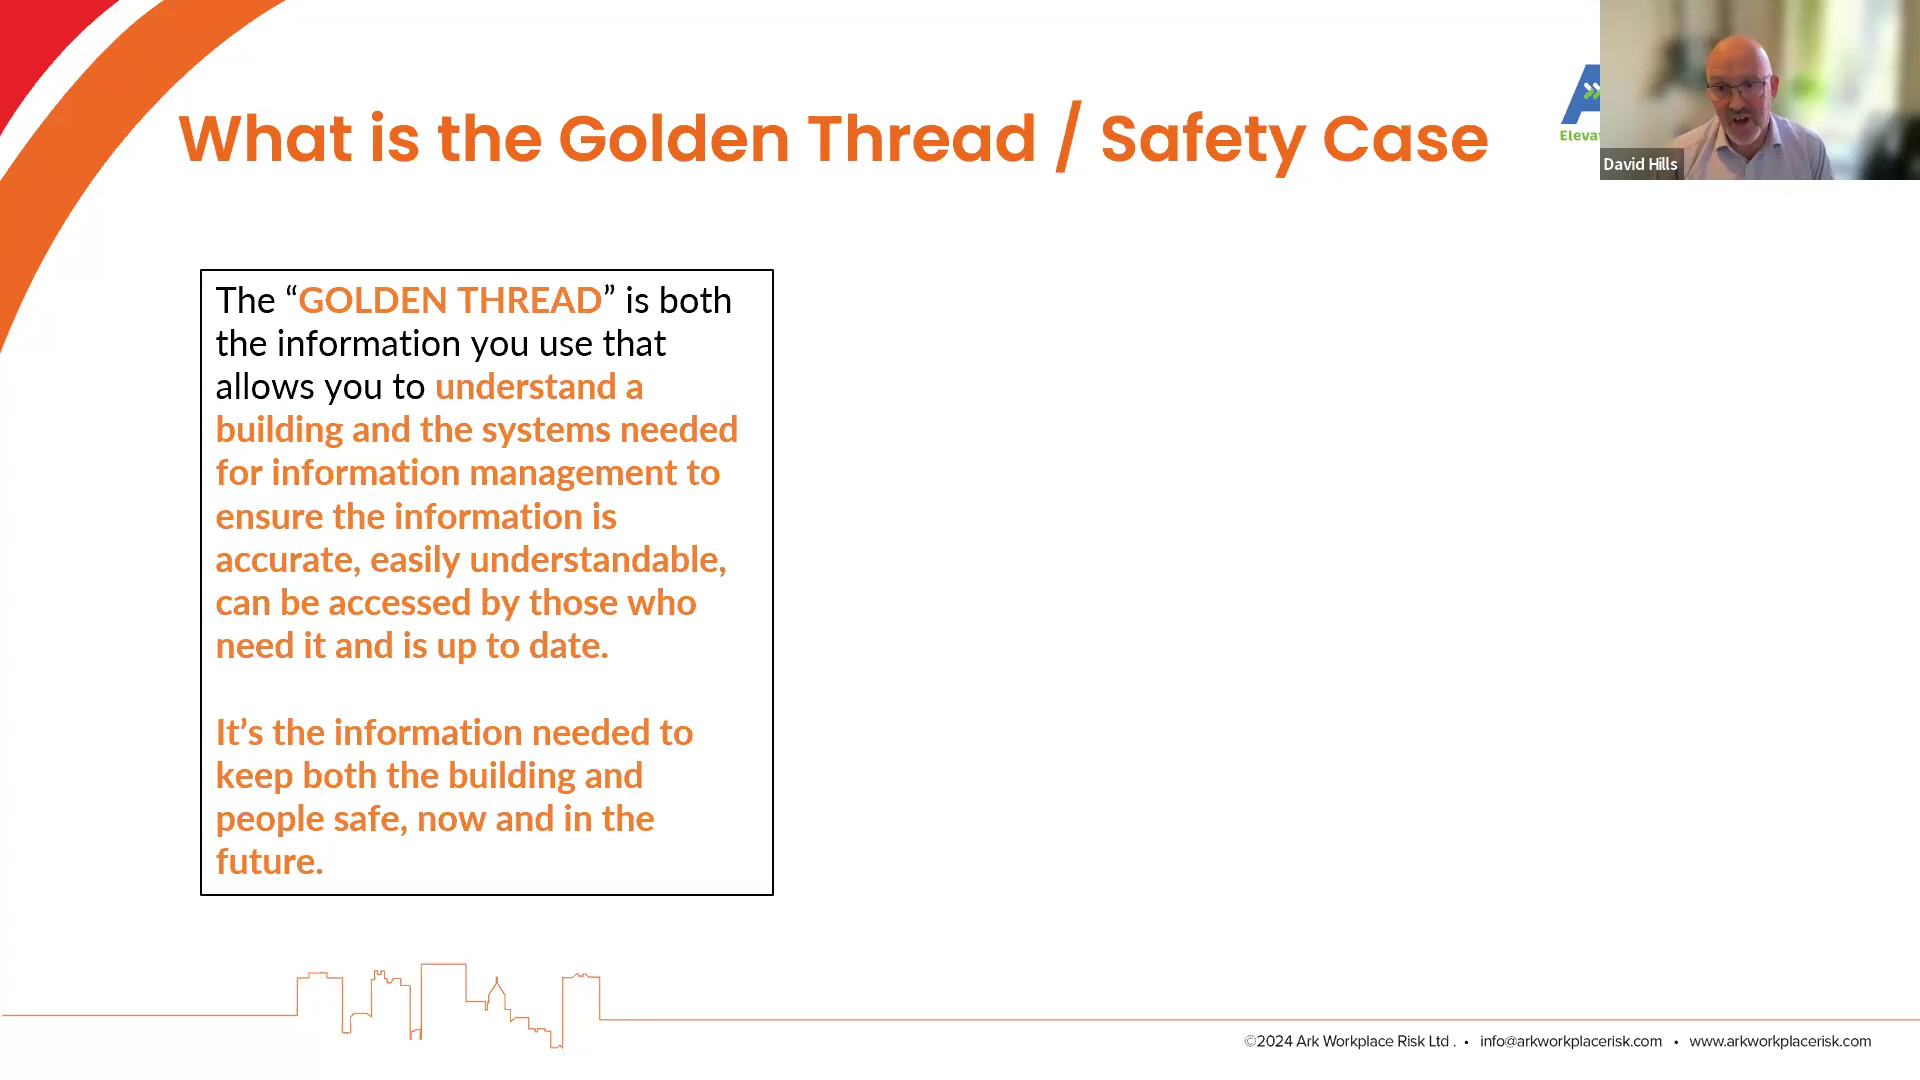 What is the Golden Thread / Safety Case
David Hills
The “GOLDEN THREAD” is both
the information you use that
allows you to understand a
building and the systems needed
for information management to
ensure the information is
accurate, easily understandable,
can be accessed by those who
need it and is up to date.
It’s the information needed to
keep both the building and
people safe, now and in the
future.
©2024 Ark Workplace Risk Ltd . • info@arkworkplacerisk.com • www.arkworkplacerisk.com